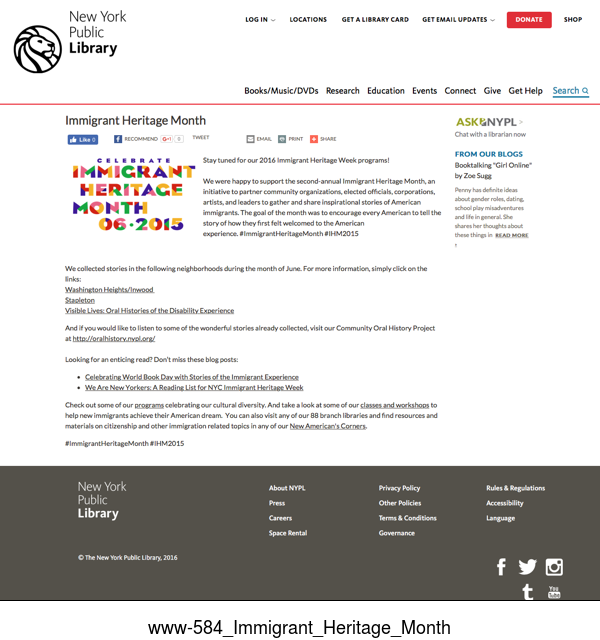 New York
Public
Library
LOG IN
LOCATIONS
GET A LIBRARY CARD
GET EMAIL UPDATES
DONATE
SHOP
Books/Music/DVDs
Research
Education
Events
Connect
Give
Get Help
Search
Immigrant Heritage Month
Like 0
RECOMMEND
G+1 0
TWEET
EMAIL
PRINT
SHARE
CELEBRATE
IMMIGRANT
HERITAGE
MONTH
06·2015
Stay tuned for our 2016 Immigrant Heritage Week programs!
We were happy to support the second-annual Immigrant Heritage Month, an
initiative to partner community organizations, elected officials, corporations,
artists, and leaders to gather and share inspirational stories of American
immigrants. The goal of the month was to encourage every American to tell the
story of how they first felt welcomed to the American
experience. #ImmigrantHeritageMonth #IHM2015
We collected stories in the following neighborhoods during the month of June. For more information, simply click on the
links:
Washington Heights/Inwood
Stapleton
Visible Lives: Oral Histories of the Disability Experience
And if you would like to listen to some of the wonderful stories already collected, visit our Community Oral History Project
at http://oralhistory.nypl.org/
Looking for an enticing read? Don't miss these blog posts:
• Celebrating World Book Day with Stories of the Immigrant Experience
• We Are New Yorkers: A Reading List for NYC Immigrant Heritage Week
Check out some of our programs celebrating our cultural diversity. And take a look at some of our classes and workshops to
help new immigrants achieve their American dream. You can also visit any of our 88 branch libraries and find resources and
materials on citizenship and other immigration related topics in any of our New American's Corners.
#ImmigrantHeritageMonth #IHM2015
ASK NYPL >
Chat with a librarian now
FROM OUR BLOGS
Booktalking "Girl Online"
by Zoe Sugg
Penny has definite ideas
about gender roles, dating,
school play misadventures
and life in general. She
shares her thoughts about
these things in READ MORE
›
New York
Public
Library
About NYPL
Press
Careers
Space Rental
Privacy Policy
Other Policies
Terms & Conditions
Governance
Rules & Regulations
Accessibility
Language
© The New York Public Library, 2016
You
Tube
www-584_Immigrant_Heritage_Month